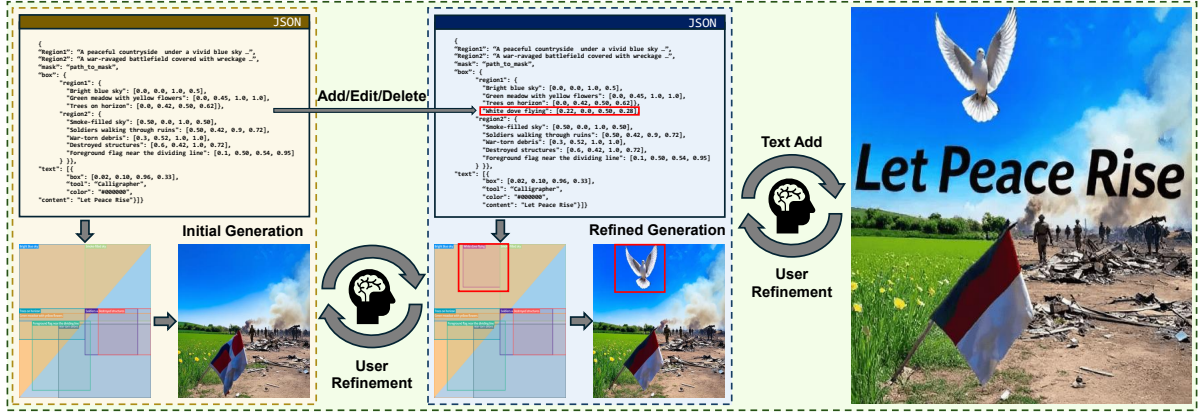 JSON
{
"Region1": "A peaceful countryside  under a vivid blue sky …",
"Region2": "A war-ravaged battlefield covered with wreckage …",
"mask": "path_to_mask",
"box": {
"region1": {
"Bright blue sky": [0.0, 0.0, 1.0, 0.5],
"Green meadow with yellow flowers": [0.0, 0.45, 1.0, 1.0],
"Trees on horizon": [0.0, 0.42, 0.50, 0.62]},
"region2": {
"Smoke-filled sky": [0.50, 0.0, 1.0, 0.50],
"Soldiers walking through ruins": [0.50, 0.42, 0.9, 0.72],
"War-torn debris": [0.3, 0.52, 1.0, 1.0],
"Destroyed structures": [0.6, 0.42, 1.0, 0.72],
"Foreground flag near the dividing line": [0.1, 0.50, 0.54, 0.95]
} }},
"text": [{
"box": [0.02, 0.10, 0.96, 0.33],
"tool": "Calligrapher",
"color": "#000000",
"content": "Let Peace Rise"}]}
Initial Generation
Add/Edit/Delete
User
Refinement
JSON
{
"Region1": "A peaceful countryside  under a vivid blue sky …",
"Region2": "A war-ravaged battlefield covered with wreckage …",
"mask": "path_to_mask",
"box": {
"region1": {
"Bright blue sky": [0.0, 0.0, 1.0, 0.5],
"Green meadow with yellow flowers": [0.0, 0.45, 1.0, 1.0],
"Trees on horizon": [0.0, 0.42, 0.50, 0.62]},
"White dove flying": [0.22, 0.0, 0.50, 0.28]
"region2": {
"Smoke-filled sky": [0.50, 0.0, 1.0, 0.50],
"Soldiers walking through ruins": [0.50, 0.42, 0.9, 0.72],
"War-torn debris": [0.3, 0.52, 1.0, 1.0],
"Destroyed structures": [0.6, 0.42, 1.0, 0.72],
"Foreground flag near the dividing line": [0.1, 0.50, 0.54, 0.95]
} }},
"text": [{
"box": [0.02, 0.10, 0.96, 0.33],
"tool": "Calligrapher",
"color": "#000000",
"content": "Let Peace Rise"}]}
Refined Generation
Text Add
User
Refinement
Let Peace Rise